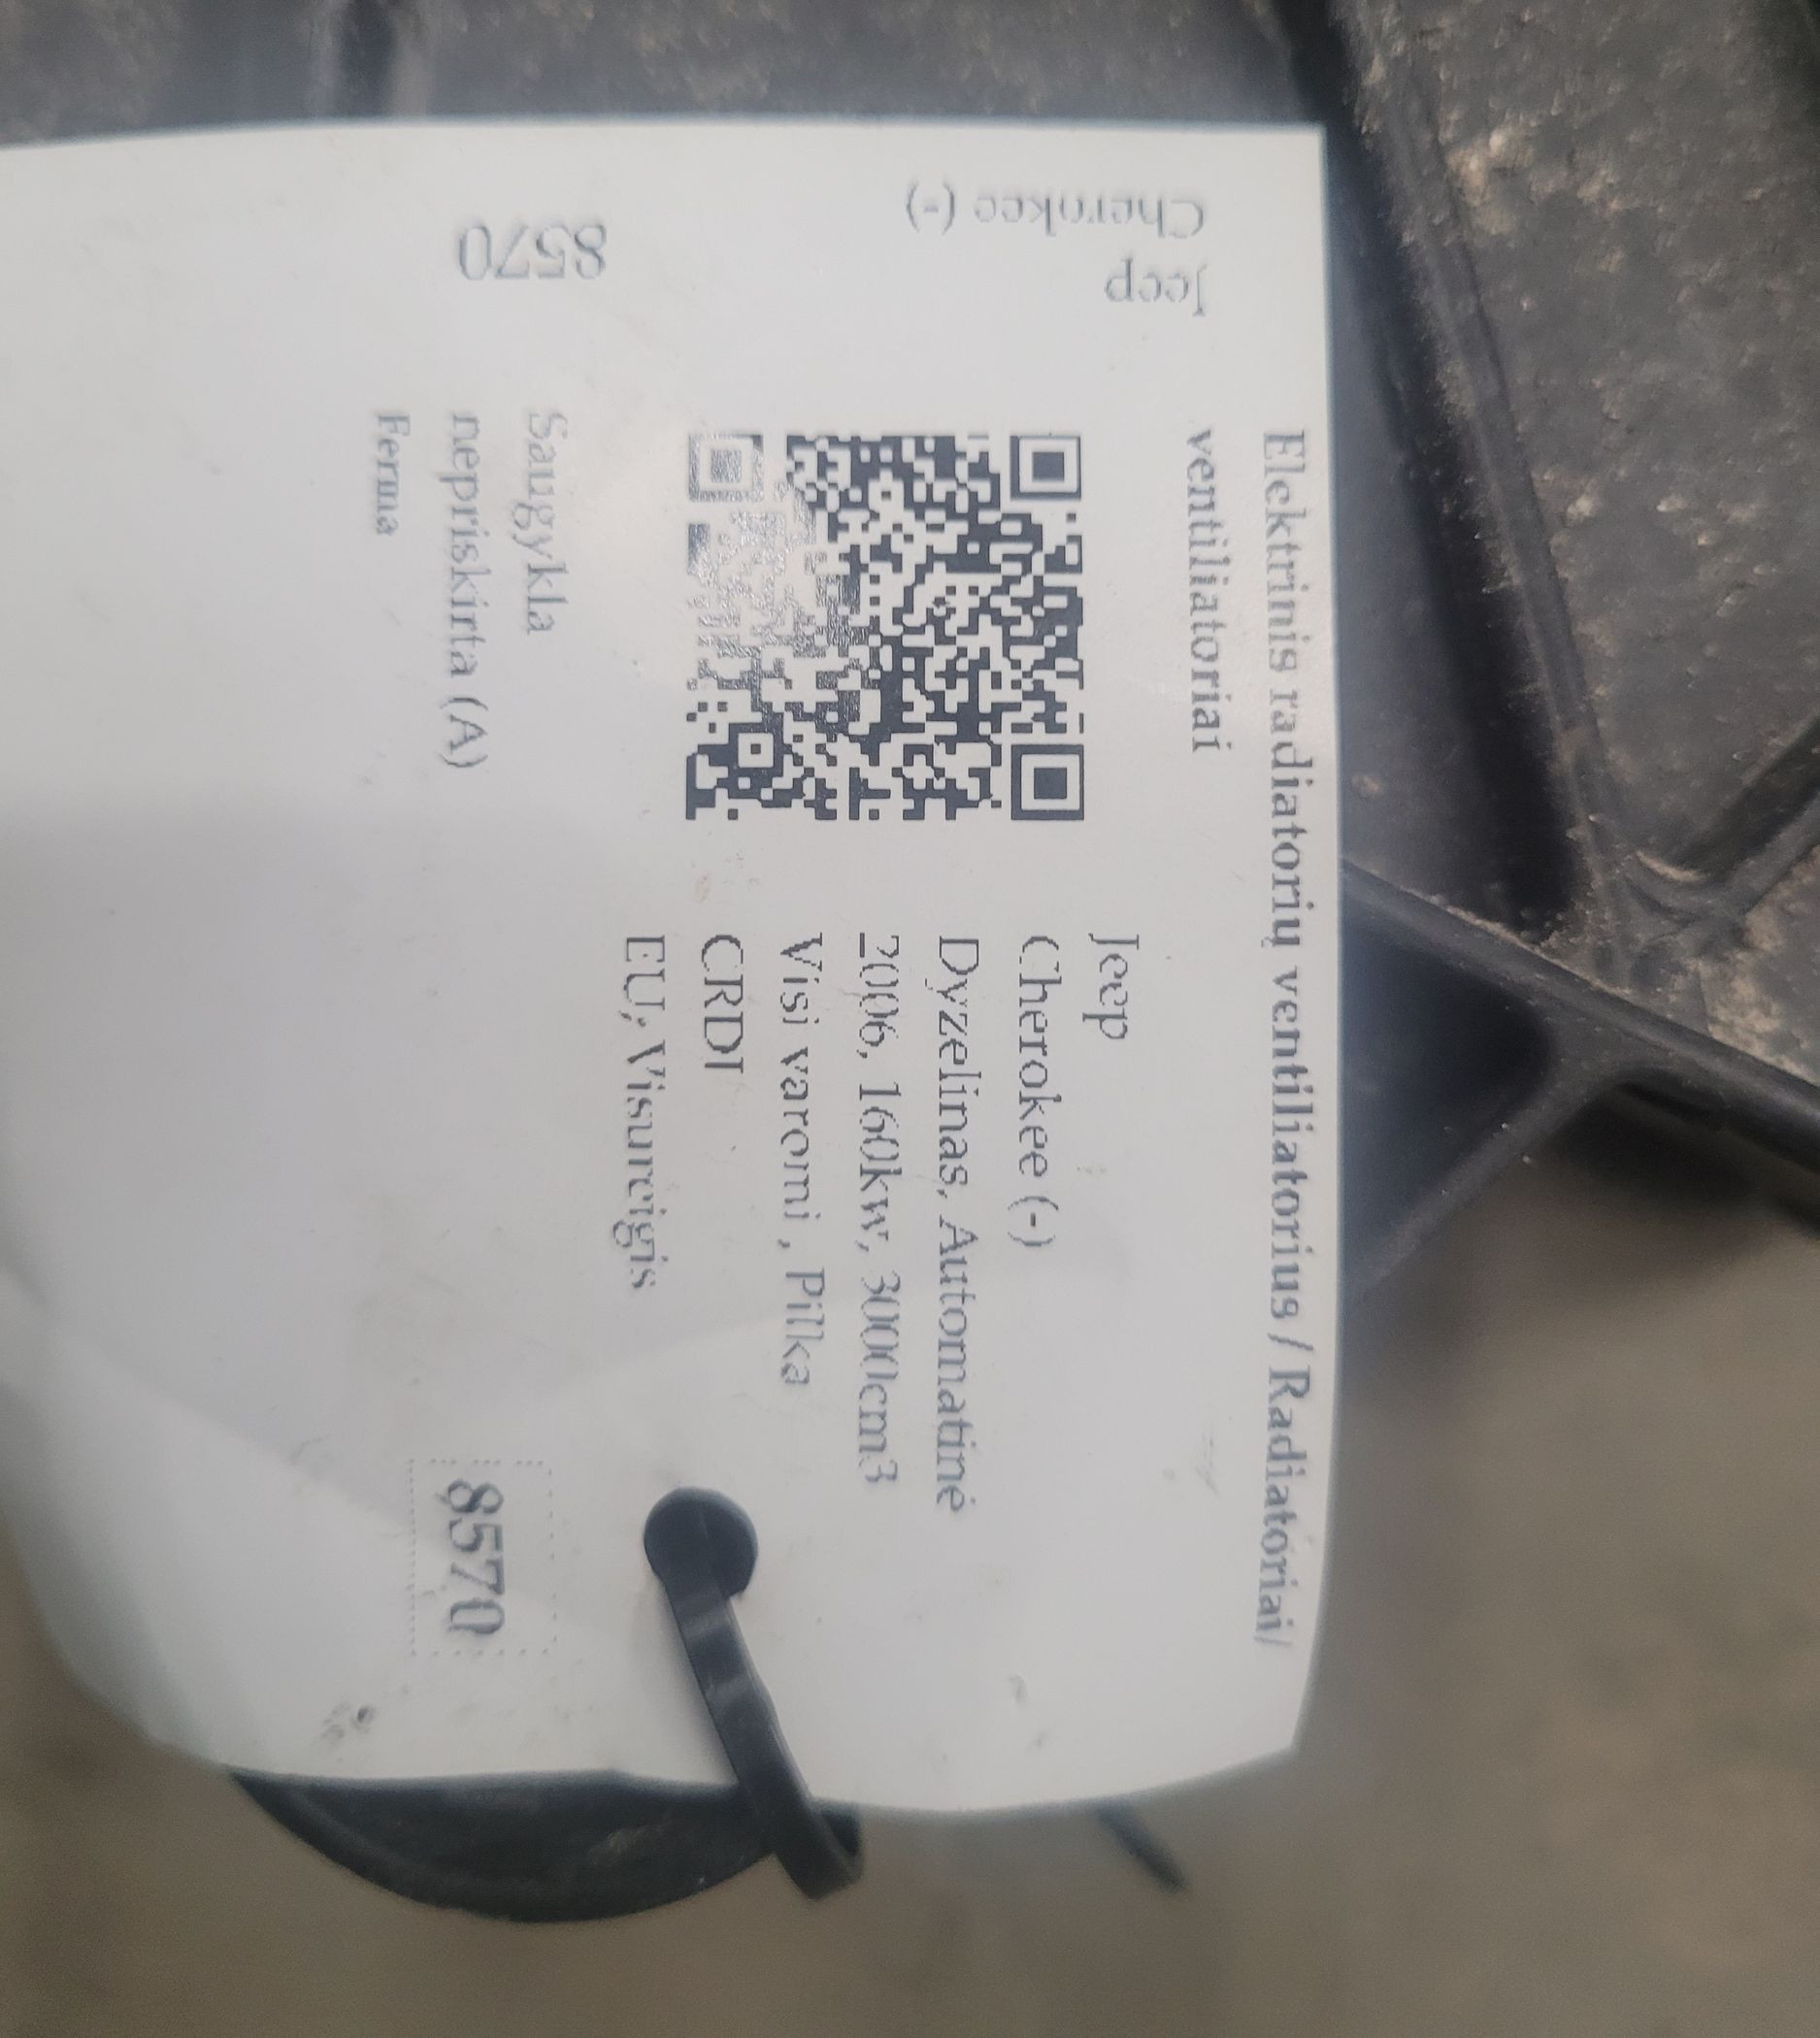 Elektrinis radiatorių ventiliatorius / Radiatoriai/
ventiliatoriai
Jeep
Cherokee (-)
Dyzelinas, Automatinė
2006, 160kw, 3000cm3
Visi varomi , Pilka
CRDI
EU, Visureigis
Saugykla
nepriskirta (A)
Ferma
8570
Jeep
Cherokee (-)
8570